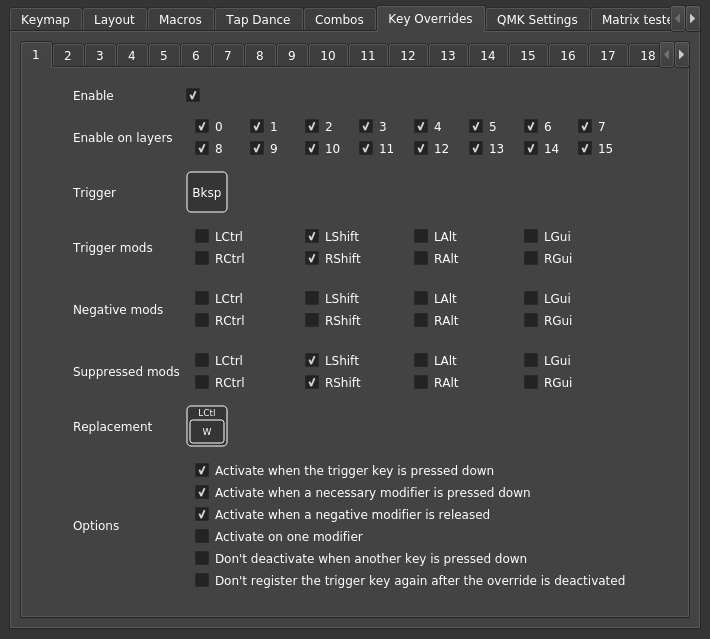 Keymap Layout Macros Tap Dance Combos Key Overrides QMK Settings Matrix teste
1 2 3 4 5 6 7 8 9 10 11 12 13 14 15 16 17 18
Enable
Enable on layers
0 1 2 3 4 5 6 7
8 9 10 11 12 13 14 15
Trigger
Bksp
Trigger mods
LCtrl LShift LAlt LGui
RCtrl RShift RAlt RGui
Negative mods
LCtrl LShift LAlt LGui
RCtrl RShift RAlt RGui
Suppressed mods
LCtrl LShift LAlt LGui
RCtrl RShift RAlt RGui
Replacement
LCtl
W
Options
Activate when the trigger key is pressed down
Activate when a necessary modifier is pressed down
Activate when a negative modifier is released
Activate on one modifier
Don't deactivate when another key is pressed down
Don't register the trigger key again after the override is deactivated